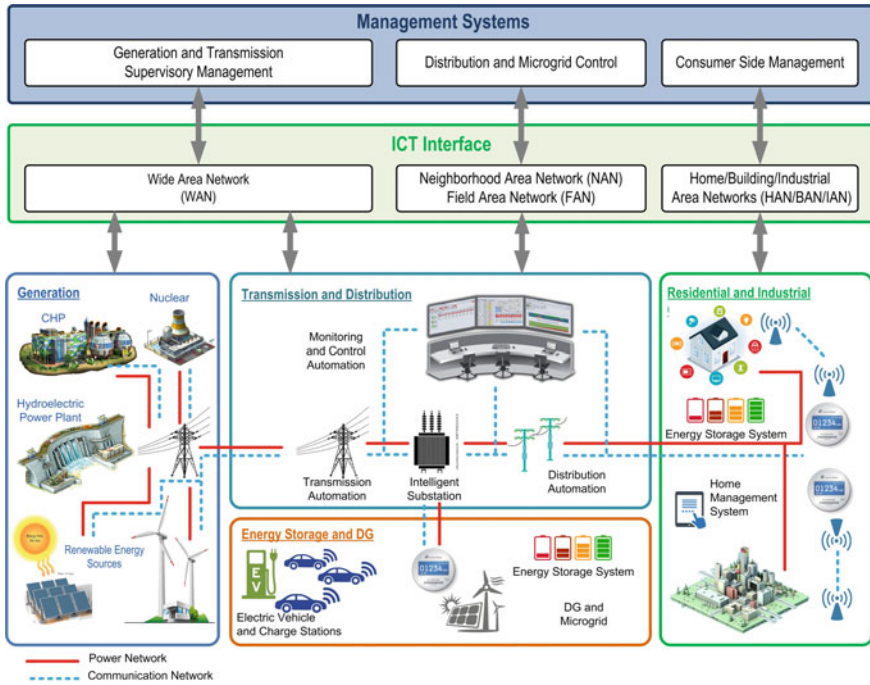 Management Systems
Generation and Transmission
Supervisory Management
Distribution and Microgrid Control
Consumer Side Management
ICT Interface
Wide Area Network
(WAN)
Neighborhood Area Network (NAN)
Field Area Network (FAN)
Home/Building/Industrial
Area Networks (HAN/BAN/IAN)
Generation
CHP
Nuclear
Hydroelectric
Power Plant
Renewable Energy
Sources
Transmission and Distribution
Monitoring
and Control
Automation
Transmission
Automation
Intelligent
Substation
Distribution
Automation
Energy Storage and DG
EV
Electric Vehicle
and Charge Stations
01234
Energy Storage System
DG and
Microgrid
Residential and Industrial
Energy Storage System
01234
01234
Home
Management
System
Power Network
Communication Network